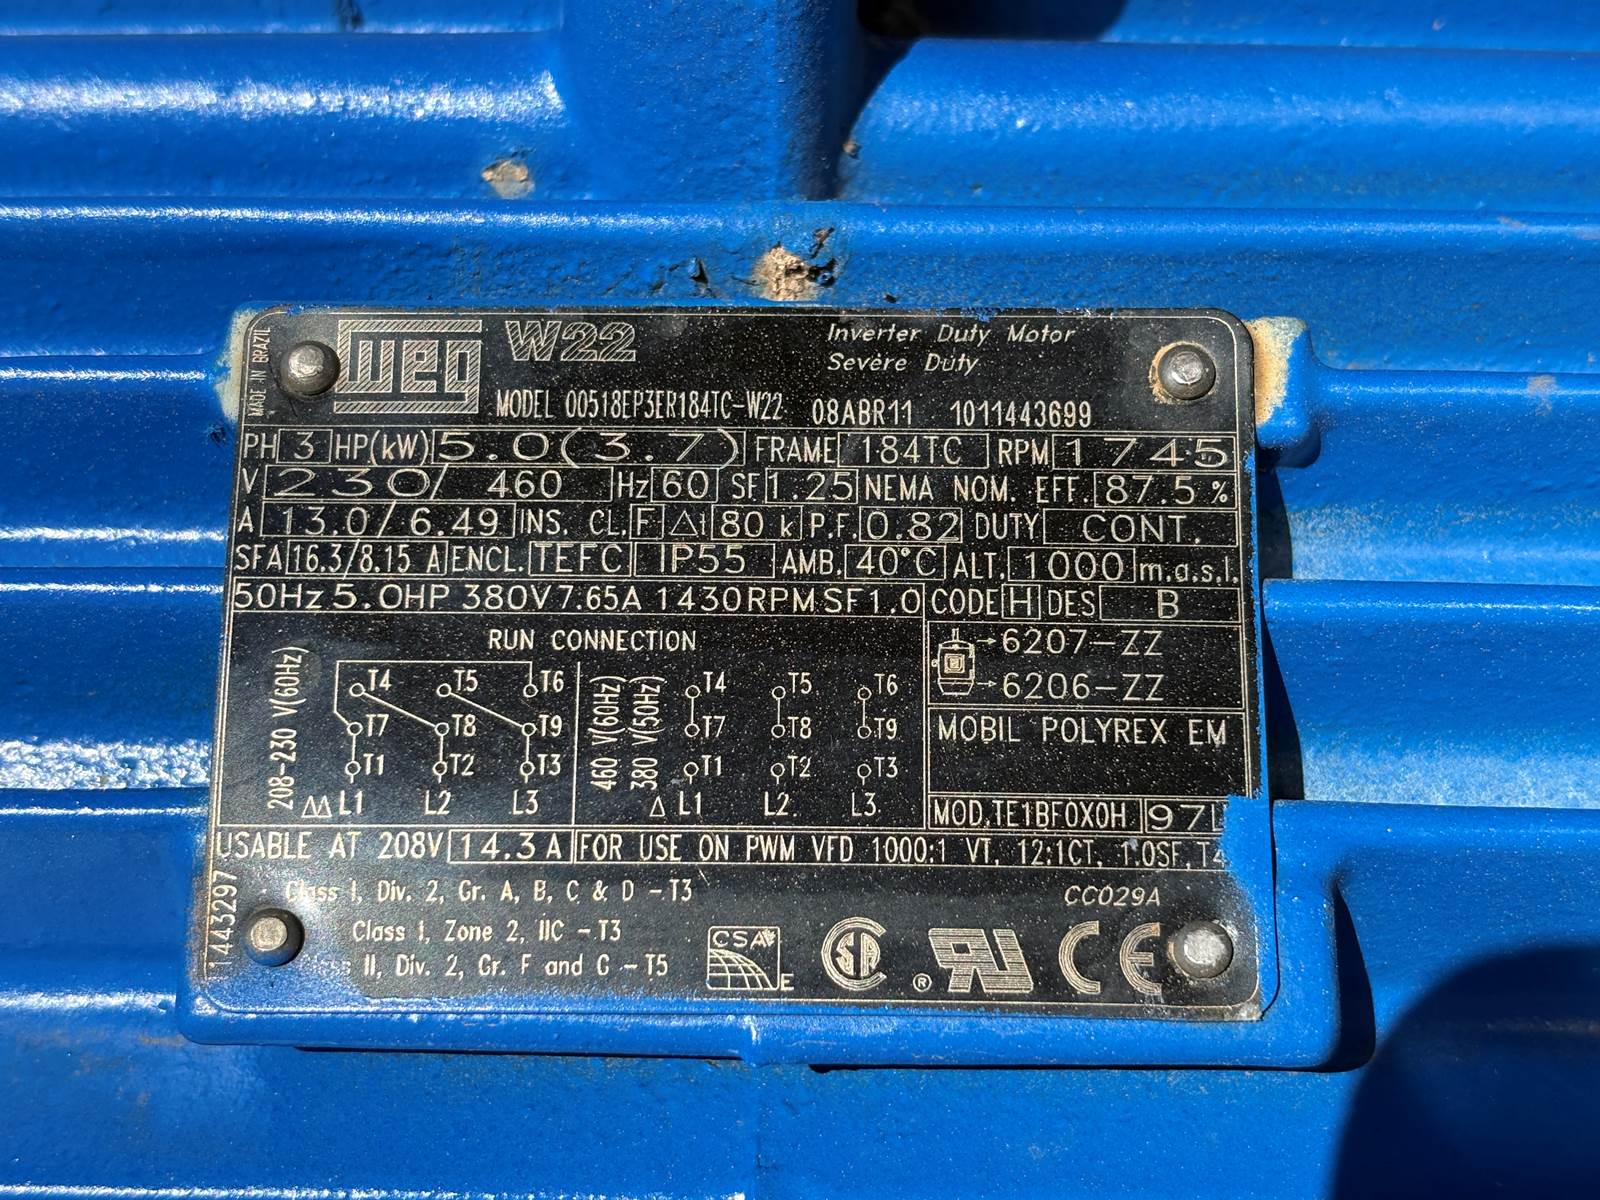 MADE IN BRAZIL
WEG W22 Inverter Duty Motor
Severe Duty
MODEL 00518EP3ER184TC-W22 08ABR11 1011443699
PH 3 HP(kW) 5.0(3.7) FRAME 184TC RPM 1745
V 230/ 460 Hz 60 SF 1.25 NEMA NOM. EFF. 87.5 %
A 13.0/6.49 INS. CL. F Δt 80 k P.F. 0.82 DUTY CONT.
SFA 16.3/8.15 A ENCL. TEFC IP55 AMB. 40°C ALT. 1000 m.a.s.l.
50Hz 5.0HP 380V 7.65A 1430RPM SF1.0 CODE H DES B
RUN CONNECTION
208-230 V(60Hz)
T4 T5 T6
T7 T8 T9
T1 T2 T3
ΔΔ L1 L2 L3
460 V(60Hz)
380 V(50Hz)
T4 T5 T6
T7 T8 T9
T1 T2 T3
Δ L1 L2 L3
6207-ZZ
6206-ZZ
MOBIL POLYREX EM
MOD.TE1BF0X0H 97
USABLE AT 208V 14.3 A FOR USE ON PWM VFD 1000:1 VT, 12:1CT, 1.0SF,T4
14443297
Class I, Div. 2, Gr. A, B, C & D -T3 CC029A
Class I, Zone 2, IIC -T3
II, Div. 2, Gr. F and G -T5
CSA E SA ® RU CE